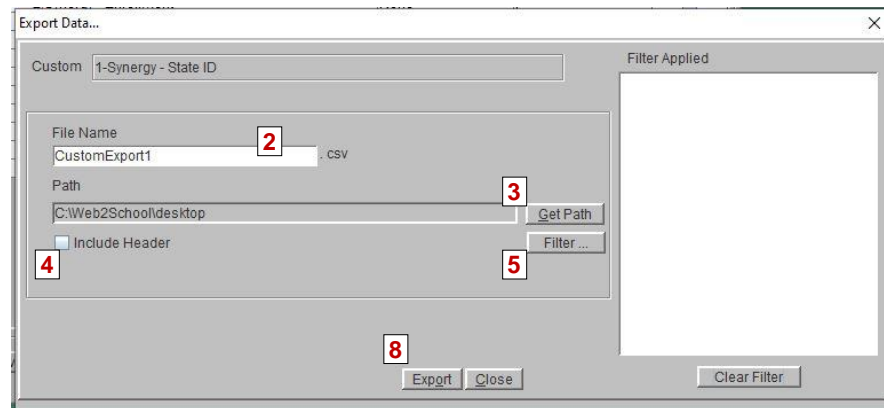 Export Data...
Custom 1-Synergy - State ID
Filter Applied
File Name
2
CustomExport1 . csv
Path
3
C:\Web2School\desktop Get Path
Include Header Filter ...
4
5
8
Export Close
Clear Filter